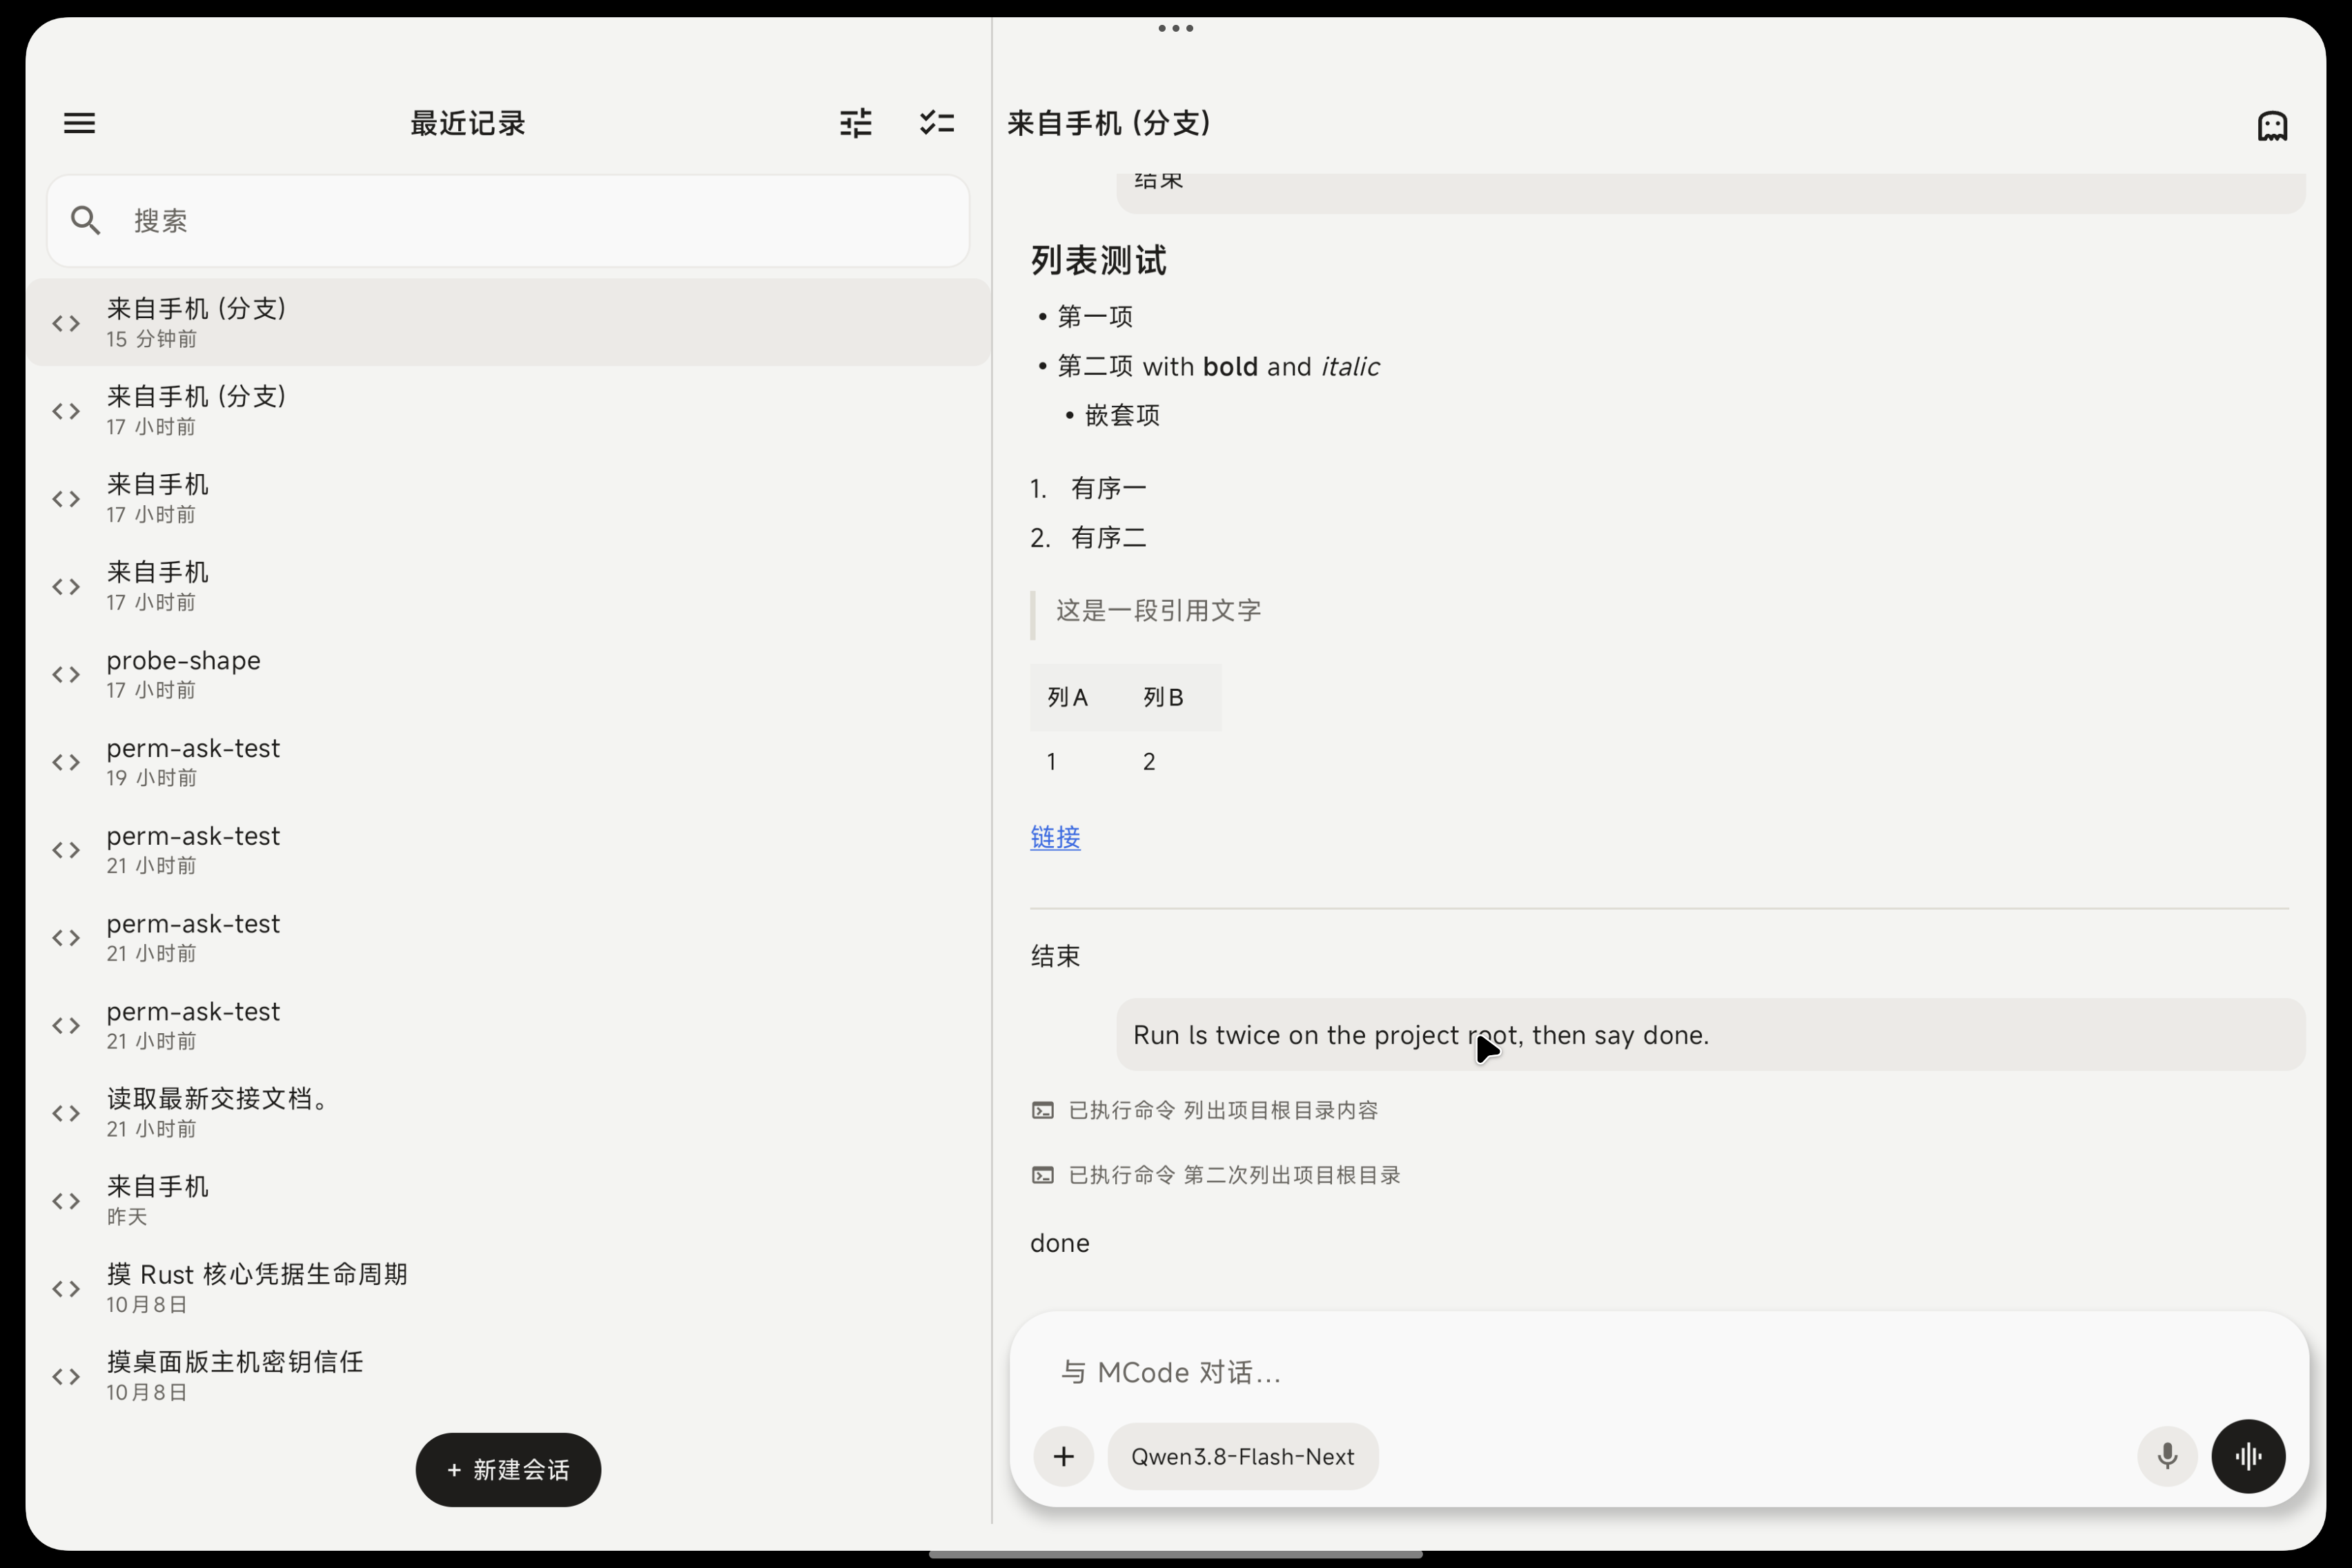 最近记录
搜索
来自手机 (分支)
15 分钟前
来自手机 (分支)
17 小时前
来自手机
17 小时前
来自手机
17 小时前
probe-shape
17 小时前
perm-ask-test
19 小时前
perm-ask-test
21 小时前
perm-ask-test
21 小时前
perm-ask-test
21 小时前
读取最新交接文档。
21 小时前
来自手机
昨天
摸 Rust 核心凭据生命周期
10月8日
摸桌面版主机密钥信任
10月8日
+ 新建会话
来自手机 (分支)
结束
列表测试
• 第一项
• 第二项 with bold and italic
• 嵌套项
1. 有序一
2. 有序二
这是一段引用文字
列A 列B
1 2
链接
结束
Run ls twice on the project root, then say done.
已执行命令 列出项目根目录内容
已执行命令 第二次列出项目根目录
done
与 MCode 对话...
Qwen3.8-Flash-Next